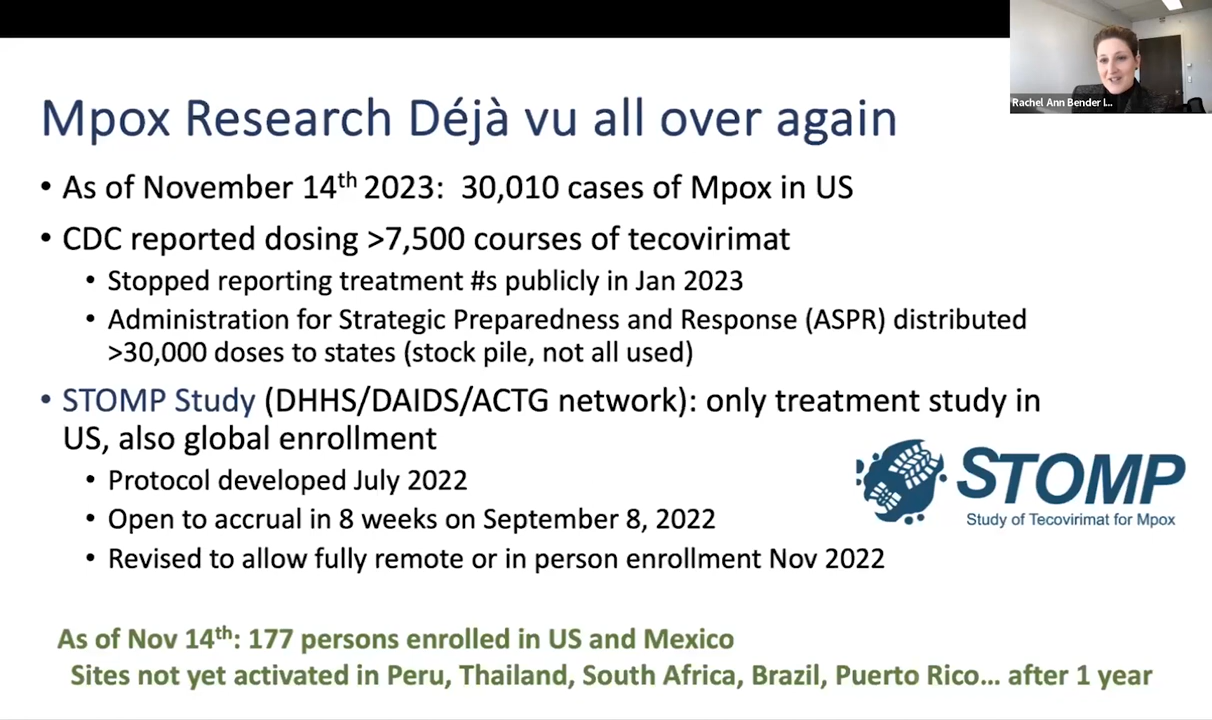 Rachel Ann Bender I...
Mpox Research Déjà vu all over again
• As of November 14th 2023: 30,010 cases of Mpox in US
• CDC reported dosing >7,500 courses of tecovirimat
• Stopped reporting treatment #s publicly in Jan 2023
• Administration for Strategic Preparedness and Response (ASPR) distributed
>30,000 doses to states (stock pile, not all used)
• STOMP Study (DHHS/DAIDS/ACTG network): only treatment study in
US, also global enrollment
• Protocol developed July 2022
• Open to accrual in 8 weeks on September 8, 2022
• Revised to allow fully remote or in person enrollment Nov 2022
STOMP
Study of Tecovirimat for Mpox
As of Nov 14th: 177 persons enrolled in US and Mexico
Sites not yet activated in Peru, Thailand, South Africa, Brazil, Puerto Rico... after 1 year